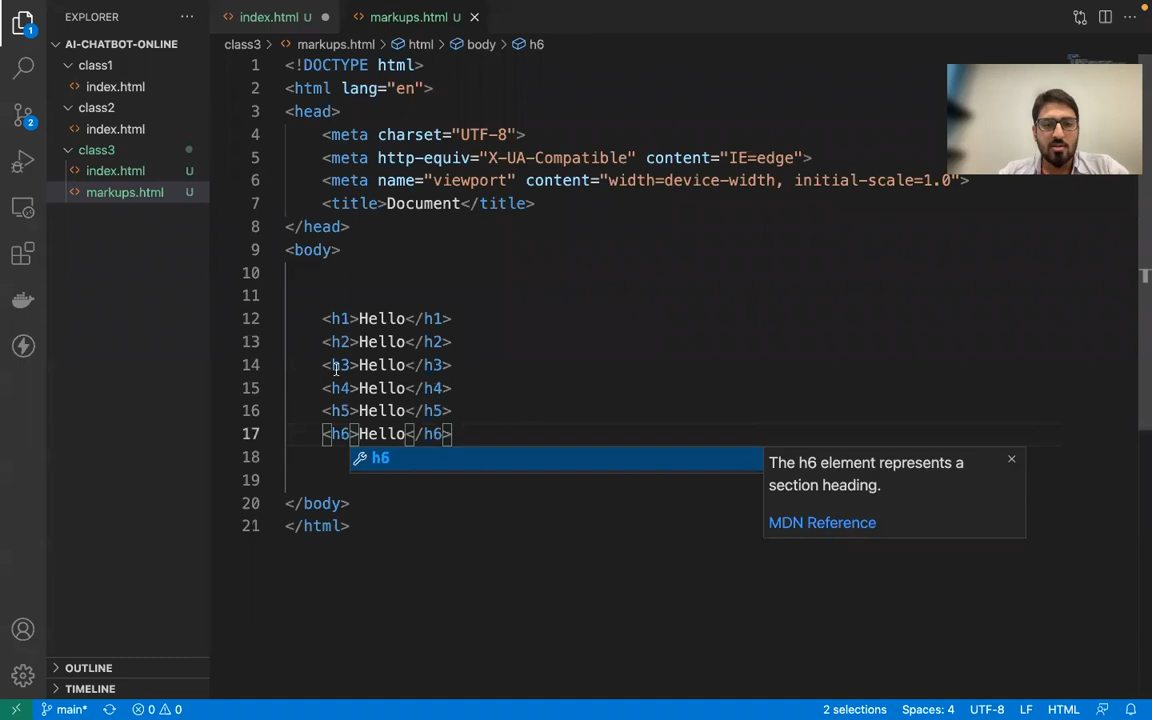 EXPLORER
index.html U
markups.html U
AI-CHATBOT-ONLINE
class3 > markups.html > html > body > h6
class1
index.html
class2
index.html
class3
index.html U
markups.html U
1 <!DOCTYPE html>
2 <html lang="en">
3 <head>
4 <meta charset="UTF-8">
5 <meta http-equiv="X-UA-Compatible" content="IE=edge">
6 <meta name="viewport" content="width=device-width, initial-scale=1.0">
7 <title>Document</title>
8 </head>
9 <body>
10
11
12 <h1>Hello</h1>
13 <h2>Hello</h2>
14 <h3>Hello</h3>
15 <h4>Hello</h4>
16 <h5>Hello</h5>
17 <h6>Hello</h6>
18
h6
The h6 element represents a
section heading.
MDN Reference
19
20 </body>
21 </html>
1
2
OUTLINE
TIMELINE
main* 0 0 2 selections Spaces: 4 UTF-8 LF HTML